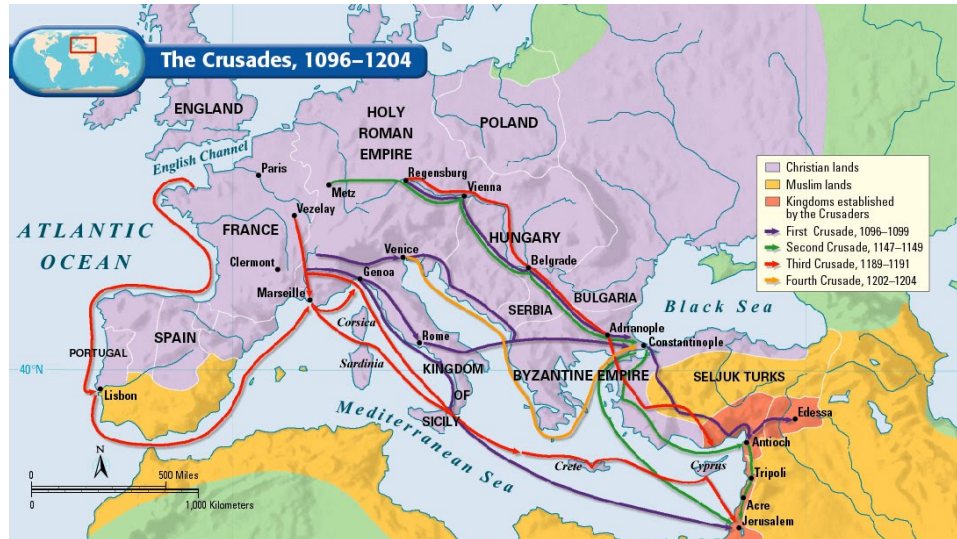 The Crusades, 1096–1204
ENGLAND
HOLY
ROMAN
EMPIRE
POLAND
English Channel
Paris
Metz
Regensburg
Vienna
Vezelay
ATLANTIC
OCEAN
FRANCE
Clermont
Venice
Genoa
Marseille
HUNGARY
Belgrade
SERBIA
BULGARIA
Black Sea
Corsica
Rome
Adrianople
Constantinople
SPAIN
PORTUGAL
Sardinia
KINGDOM
OF
SICILY
BYZANTINE EMPIRE
SELJUK TURKS
40°N
Lisbon
Mediterranean Sea
Edessa
Antioch
Crete
Cyprus
Tripoli
Acre
Jerusalem
N
0 500 Miles
0 1,000 Kilometers
Christian lands
Muslim lands
Kingdoms established
by the Crusaders
First Crusade, 1096–1099
Second Crusade, 1147–1149
Third Crusade, 1189–1191
Fourth Crusade, 1202–1204